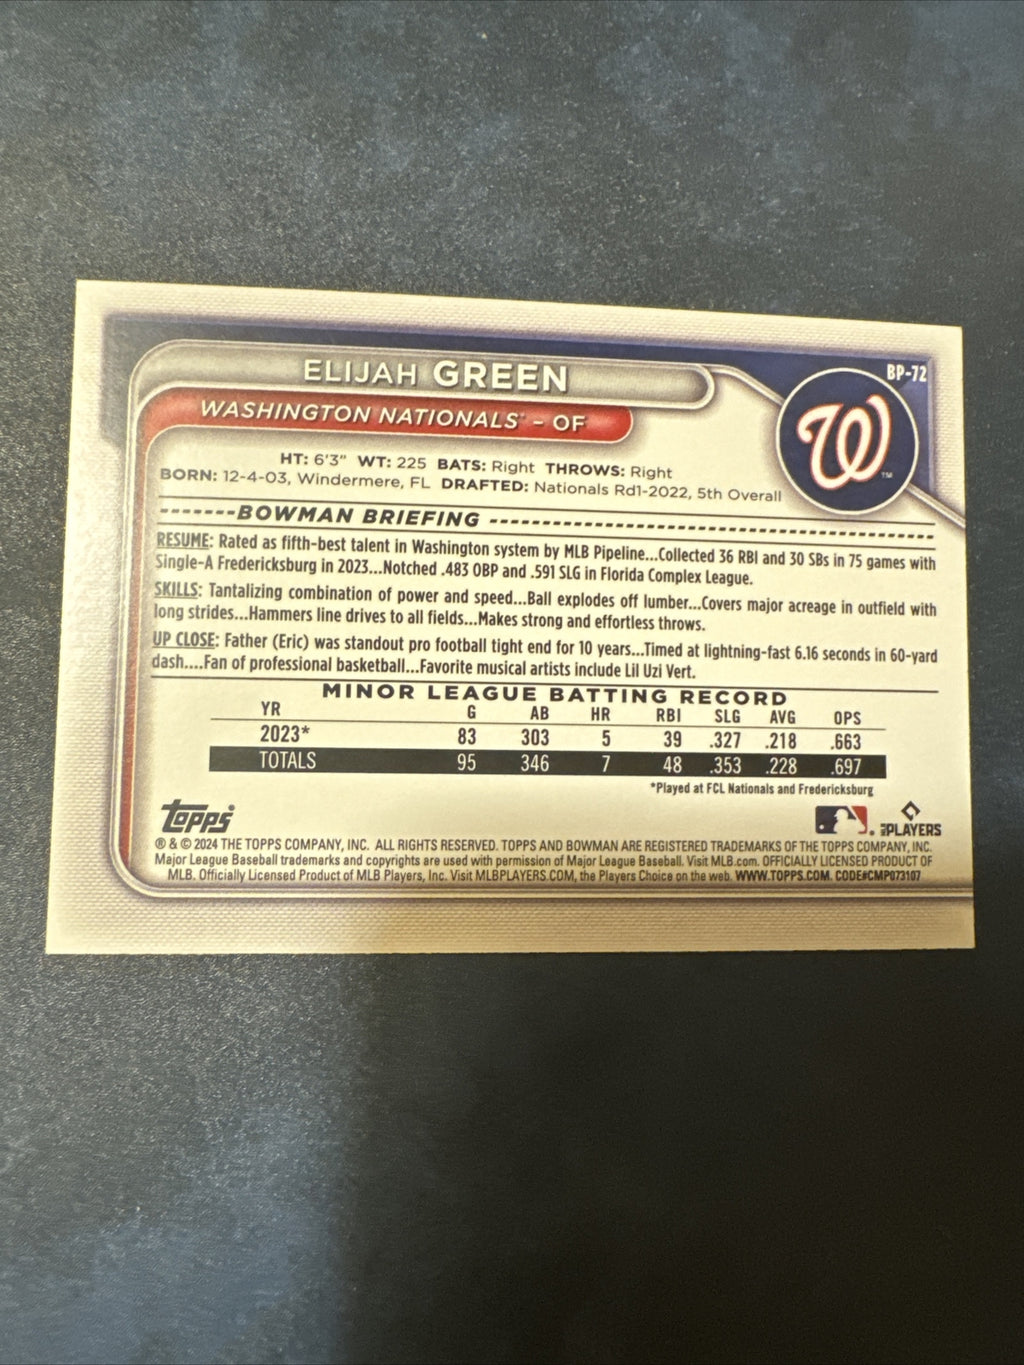 BP-72
ELIJAH GREEN
WASHINGTON NATIONALS - OF
W™
HT: 6'3" WT: 225 BATS: Right THROWS: Right
BORN: 12-4-03, Windermere, FL DRAFTED: Nationals Rd1-2022, 5th Overall
-------BOWMAN BRIEFING -------------------------------------------
RESUME: Rated as fifth-best talent in Washington system by MLB Pipeline...Collected 36 RBI and 30 SBs in 75 games with
Single-A Fredericksburg in 2023...Notched .483 OBP and .591 SLG in Florida Complex League.
SKILLS: Tantalizing combination of power and speed...Ball explodes off lumber...Covers major acreage in outfield with
long strides...Hammers line drives to all fields...Makes strong and effortless throws.
UP CLOSE: Father (Eric) was standout pro football tight end for 10 years...Timed at lightning-fast 6.16 seconds in 60-yard
dash....Fan of professional basketball...Favorite musical artists include Lil Uzi Vert.
MINOR LEAGUE BATTING RECORD
YR G AB HR RBI SLG AVG OPS
2023* 83 303 5 39 .327 .218 .663
TOTALS 95 346 7 48 .353 .228 .697
*Played at FCL Nationals and Fredericksburg
Topps
MLB PLAYERS
® & © 2024 THE TOPPS COMPANY, INC. ALL RIGHTS RESERVED. TOPPS AND BOWMAN ARE REGISTERED TRADEMARKS OF THE TOPPS COMPANY, INC.
Major League Baseball trademarks and copyrights are used with permission of Major League Baseball. Visit MLB.com. OFFICIALLY LICENSED PRODUCT OF
MLB. Officially Licensed Product of MLB Players, Inc. Visit MLBPLAYERS.COM, the Players Choice on the web. WWW.TOPPS.COM. CODE#CMP073107